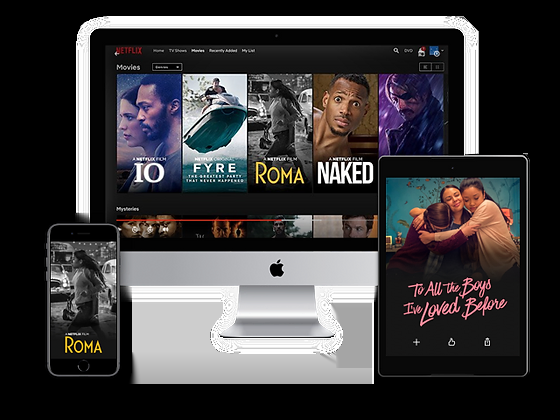 NETFLIX Home TV Shows Movies Recently Added My List DVD
Movies Genres
A NETFLIX FILM
IO
NETFLIX ORIGINAL
FYRE
THE GREATEST PARTY
THAT NEVER HAPPENED
A NETFLIX FILM
ROMA
A NETFLIX FILM
NAKED
Mysteries
A NETFLIX FILM
ROMA
To All the Boys
I've Loved Before